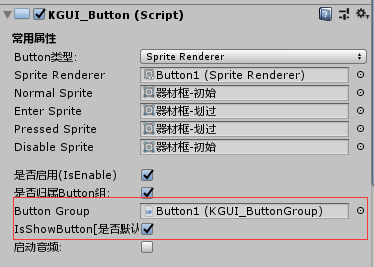 KGUI_Button (Script)
常用属性
Button类型: Sprite Renderer
Sprite Renderer Button1 (Sprite Renderer)
Normal Sprite 器材框-初始
Enter Sprite 器材框-划过
Pressed Sprite 器材框-划过
Disable Sprite 器材框-初始
是否启用(IsEnable)
是否归属Button组:
Button Group Button1 (KGUI_ButtonGroup)
IsShowButton[是否默认
启动音频: